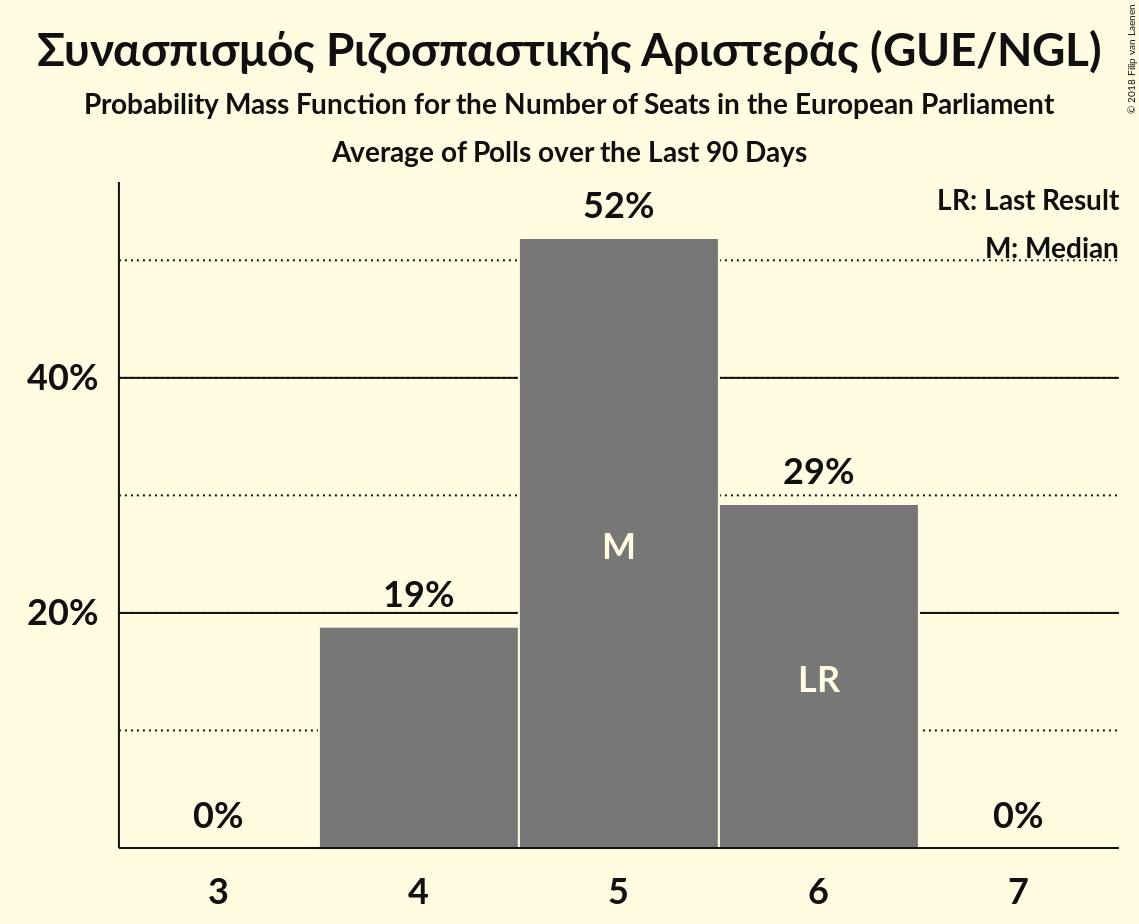 Συνασπισμός Ριζοσπαστικής Αριστεράς (GUE/NGL)
Probability Mass Function for the Number of Seats in the European Parliament
Average of Polls over the Last 90 Days
© 2018 Filip van Laenen
LR: Last Result
M: Median
52%
40%
29%
M
19%
20%
LR
0%
0%
3 4 5 6 7